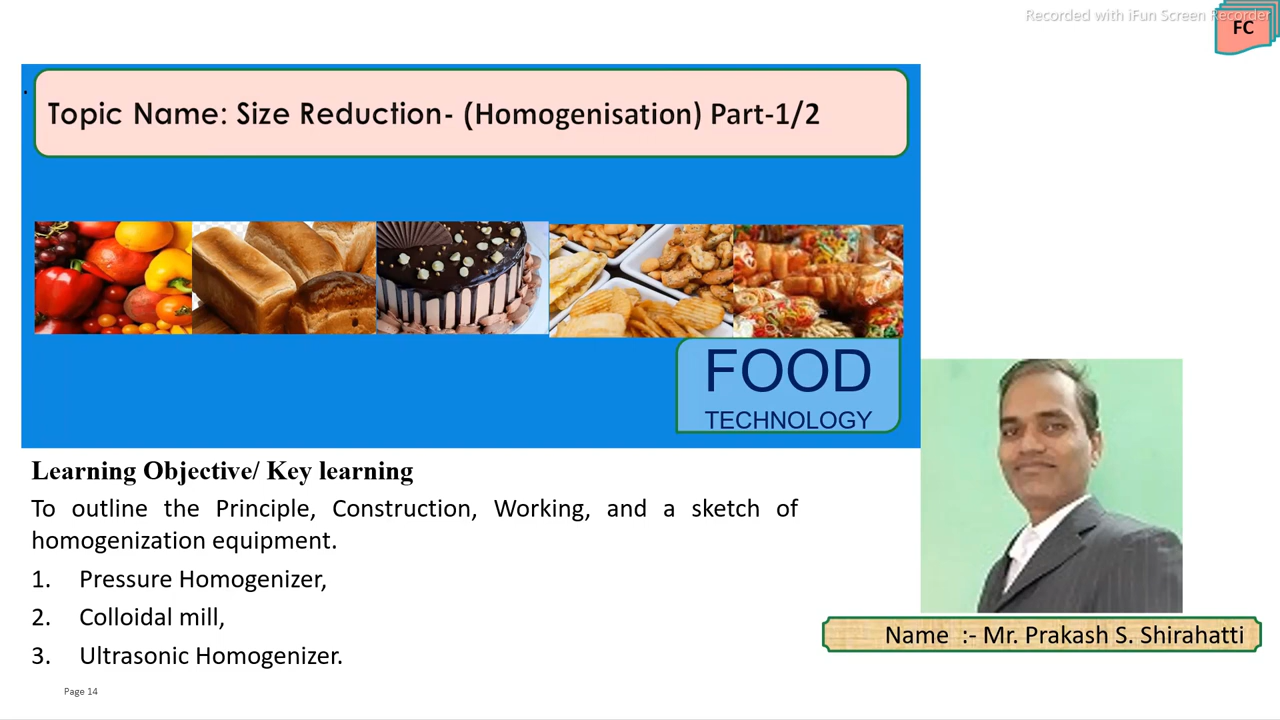 Recorded with iFun Screen Recorder
FC
Topic Name: Size Reduction- (Homogenisation) Part-1/2
FOOD
TECHNOLOGY
Learning Objective/ Key learning
To outline the Principle, Construction, Working, and a sketch of
homogenization equipment.
1. Pressure Homogenizer,
2. Colloidal mill,
3. Ultrasonic Homogenizer.
Name :- Mr. Prakash S. Shirahatti
Page 14